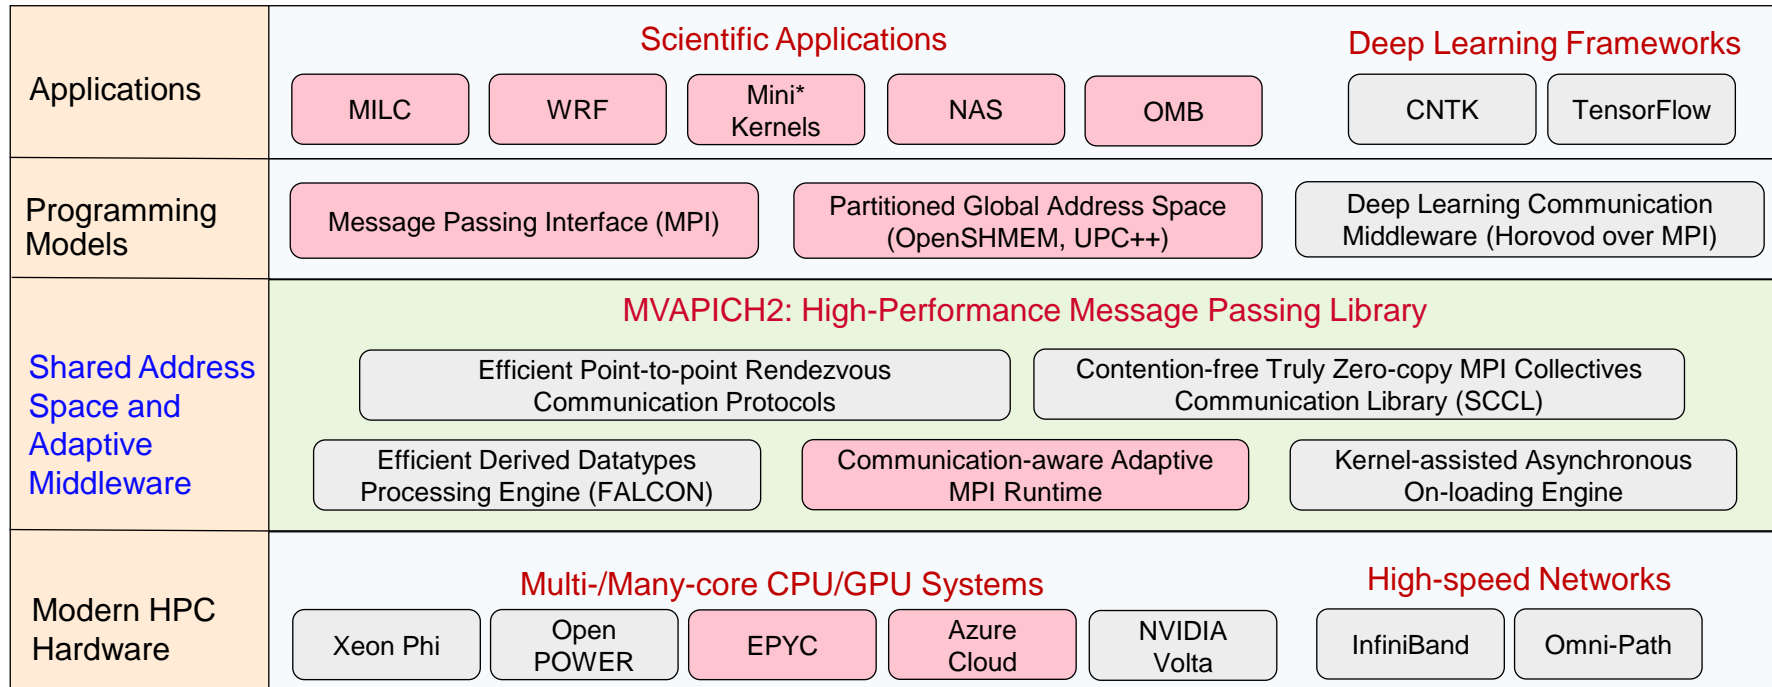 Applications
Scientific Applications
Deep Learning Frameworks
MILC
WRF
Mini*
Kernels
NAS
OMB
CNTK
TensorFlow
Programming
Models
Message Passing Interface (MPI)
Partitioned Global Address Space
(OpenSHMEM, UPC++)
Deep Learning Communication
Middleware (Horovod over MPI)
Shared Address
Space and
Adaptive
Middleware
MVAPICH2: High-Performance Message Passing Library
Efficient Point-to-point Rendezvous
Communication Protocols
Contention-free Truly Zero-copy MPI Collectives
Communication Library (SCCL)
Efficient Derived Datatypes
Processing Engine (FALCON)
Communication-aware Adaptive
MPI Runtime
Kernel-assisted Asynchronous
On-loading Engine
Modern HPC
Hardware
Multi-/Many-core CPU/GPU Systems
High-speed Networks
Xeon Phi
Open
POWER
EPYC
Azure
Cloud
NVIDIA
Volta
InfiniBand
Omni-Path